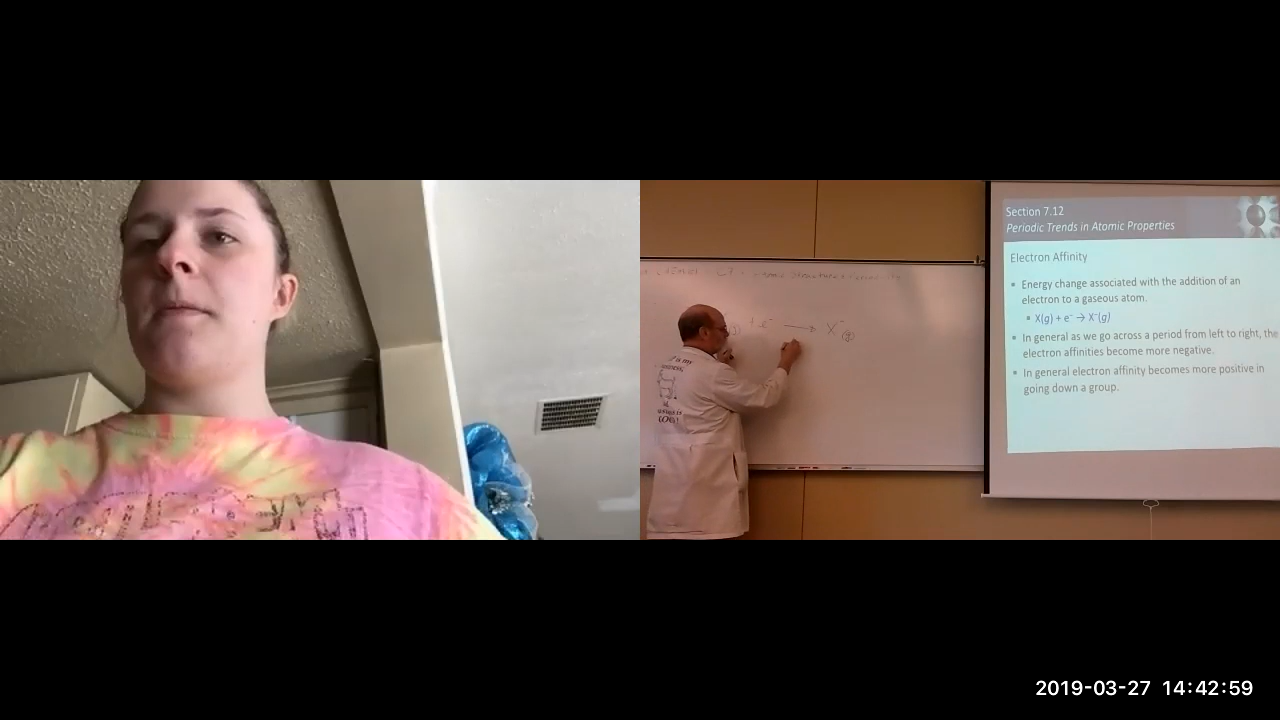 Section 7.12
Periodic Trends in Atomic Properties
Electron Affinity
Energy change associated with the addition of an
electron to a gaseous atom.
X(g) + e⁻ → X⁻(g)
In general as we go across a period from left to right, the
electron affinities become more negative.
In general electron affinity becomes more positive in
going down a group.
(g) + e⁻ → X⁻(g)
is my
2019-03-27 14:42:59